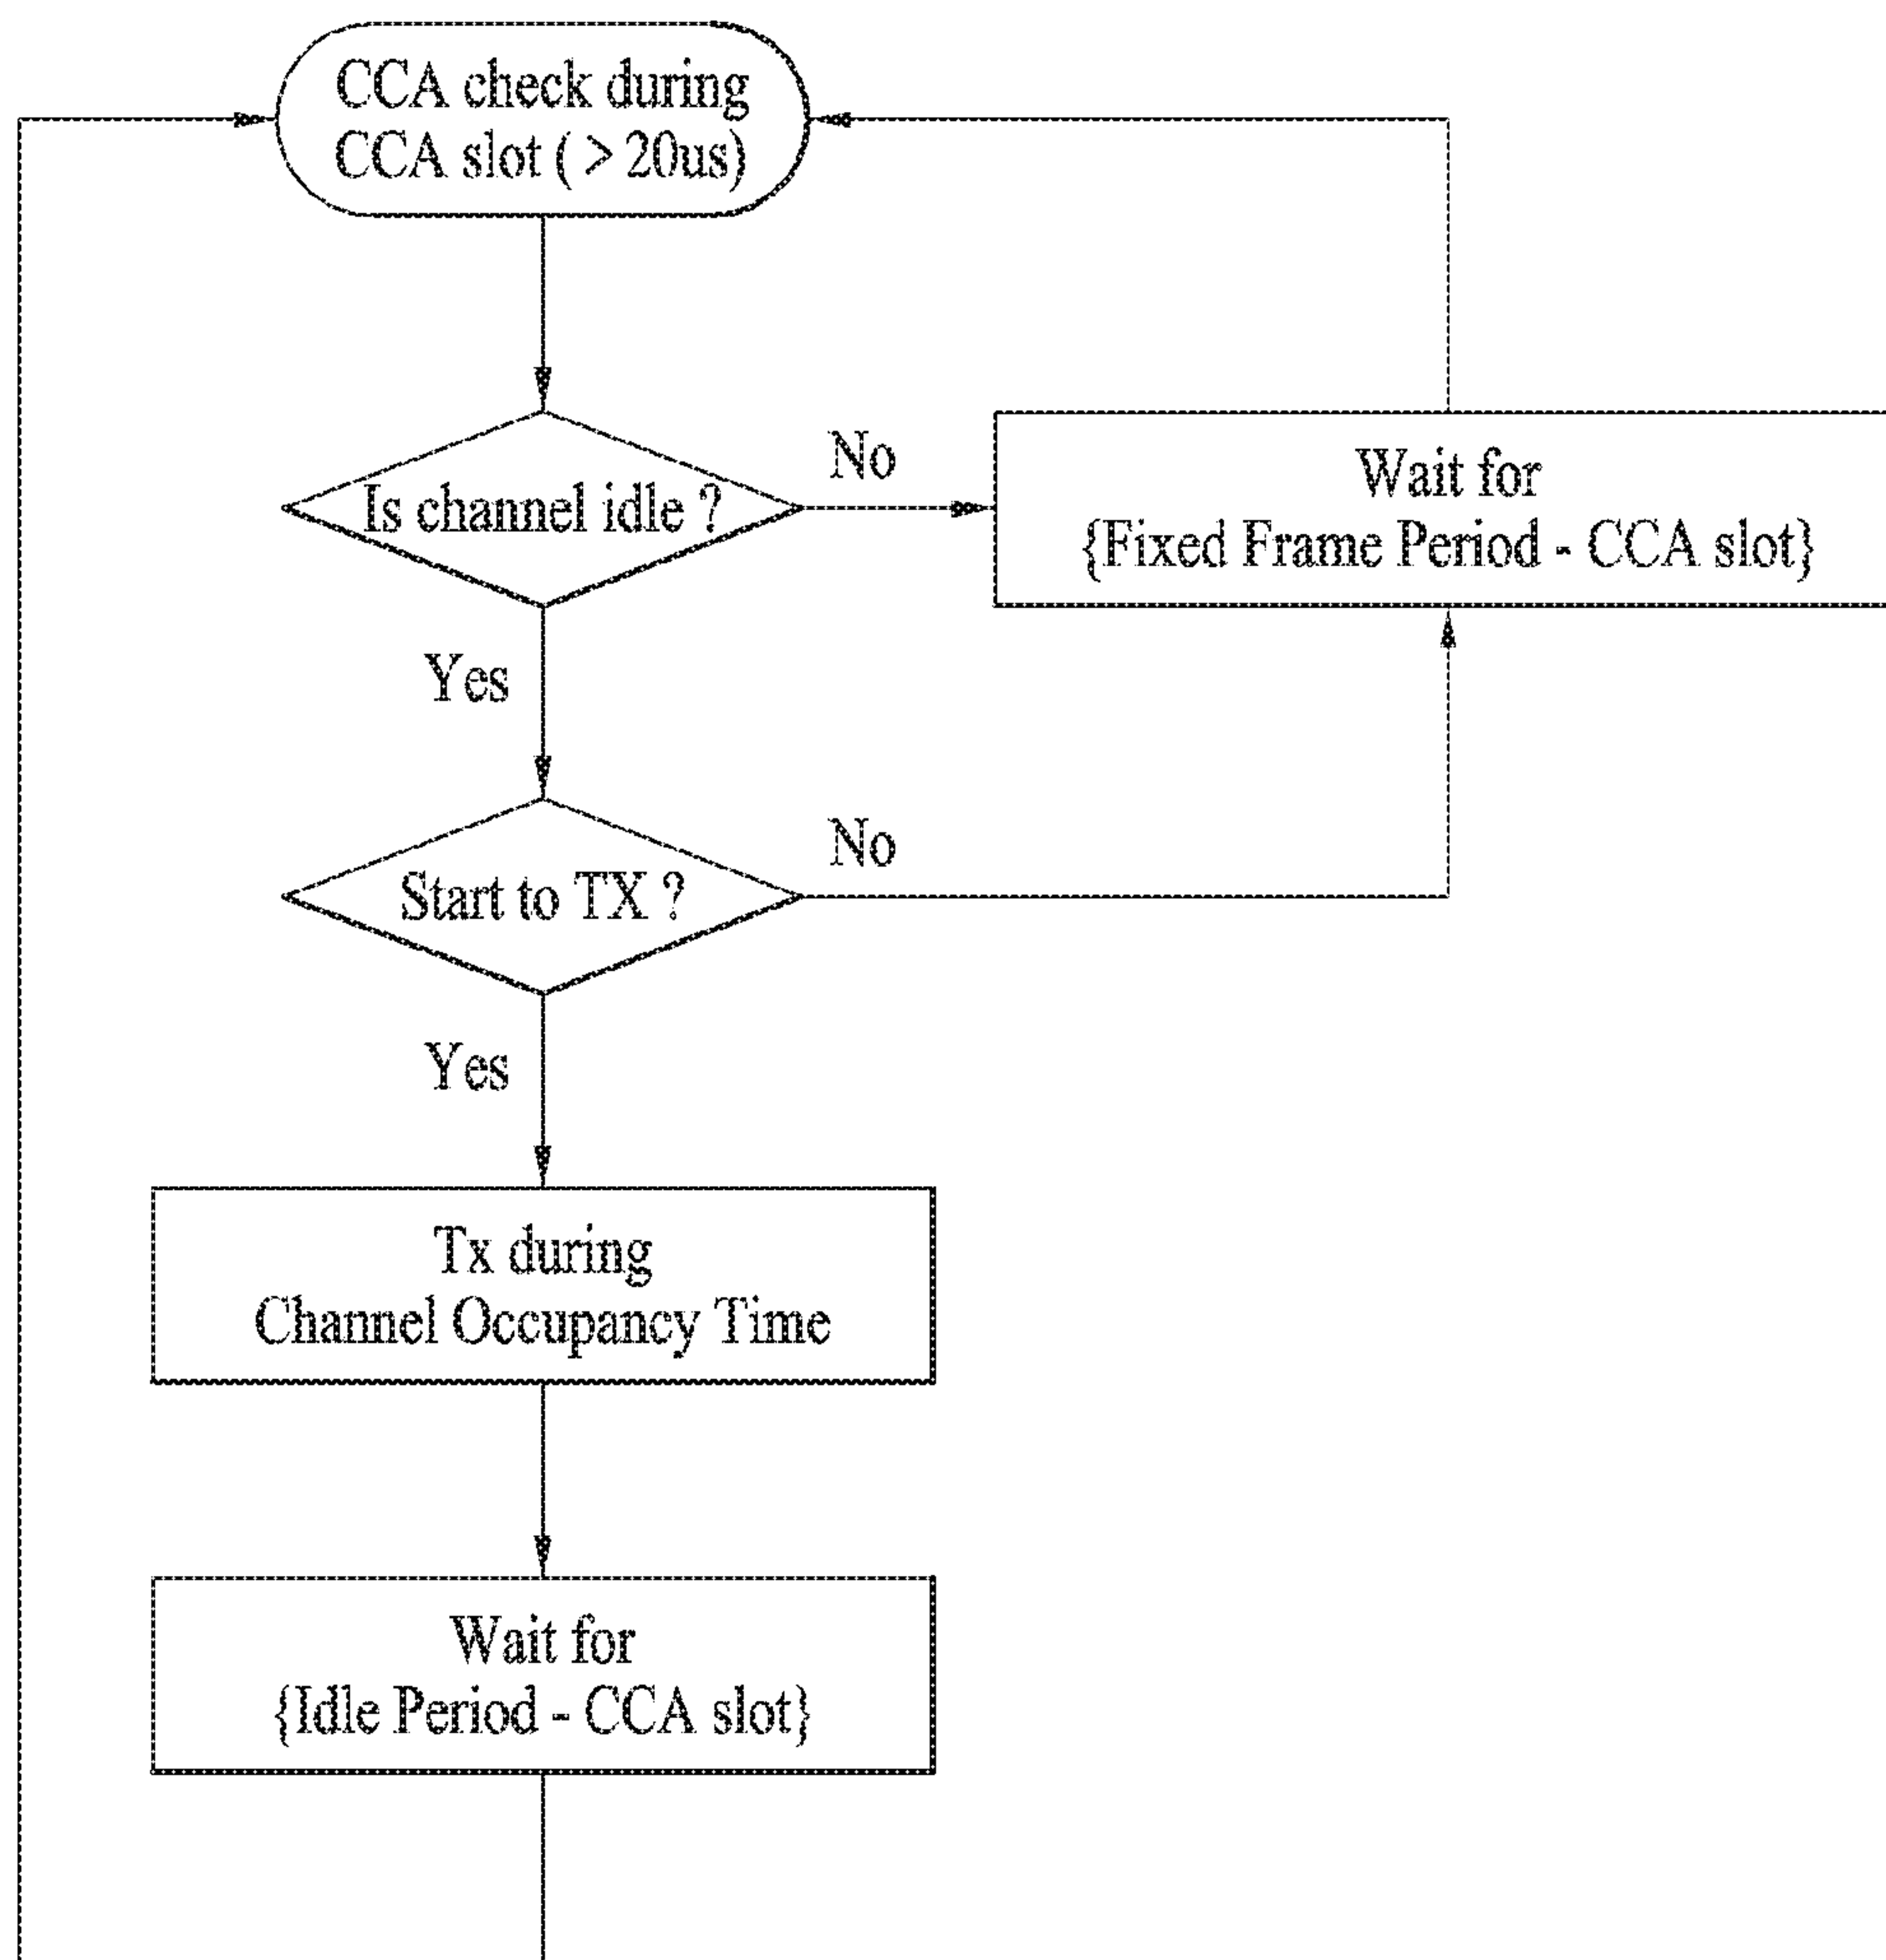 CCA check during
CCA slot ( > 20us)
Is channel idle ?
No
Wait for
{Fixed Frame Period - CCA slot}
Yes
Start to TX ?
No
Yes
Tx during
Channel Occupancy Time
Wait for
{Idle Period - CCA slot}